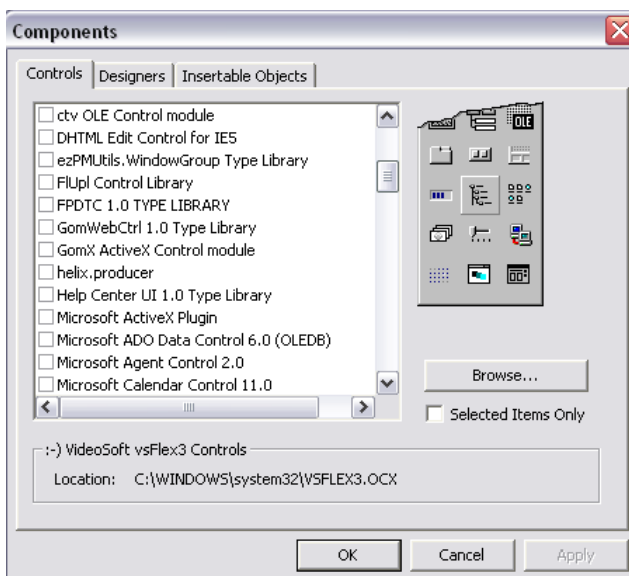 Components
Controls
Designers
Insertable Objects
ctv OLE Control module
DHTML Edit Control for IE5
ezPMUtils.WindowGroup Type Library
FlUpl Control Library
FPDTC 1.0 TYPE LIBRARY
GomWebCtrl 1.0 Type Library
GomX ActiveX Control module
helix.producer
Help Center UI 1.0 Type Library
Microsoft ActiveX Plugin
Microsoft ADO Data Control 6.0 (OLEDB)
Microsoft Agent Control 2.0
Microsoft Calendar Control 11.0
OLE
Browse...
Selected Items Only
:-) VideoSoft vsFlex3 Controls
Location: C:\WINDOWS\system32\VSFLEX3.OCX
OK
Cancel
Apply